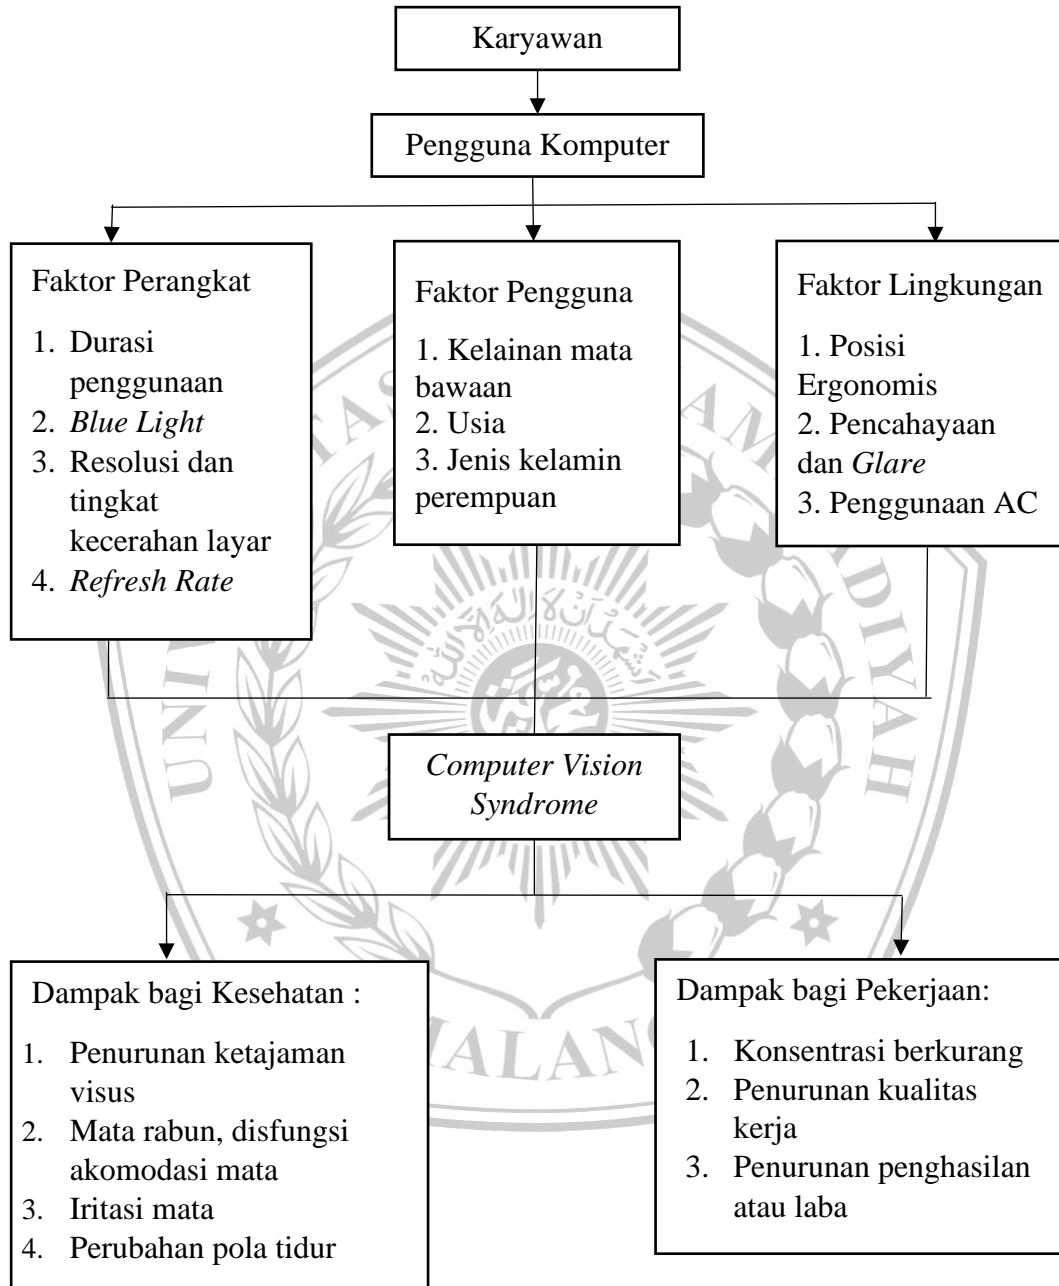 Karyawan
Pengguna Komputer
Faktor Perangkat
1. Durasi
penggunaan
2. Blue Light
3. Resolusi dan
tingkat
kecerahan layar
4. Refresh Rate
Faktor Pengguna
1. Kelainan mata
bawaan
2. Usia
3. Jenis kelamin
perempuan
Faktor Lingkungan
1. Posisi
Ergonomis
2. Pencahayaan
dan Glare
3. Penggunaan AC
Computer Vision
Syndrome
Dampak bagi Kesehatan :
1. Penurunan ketajaman
visus
2. Mata rabun, disfungsi
akomodasi mata
3. Iritasi mata
4. Perubahan pola tidur
Dampak bagi Pekerjaan:
1. Konsentrasi berkurang
2. Penurunan kualitas
kerja
3. Penurunan penghasilan
atau laba